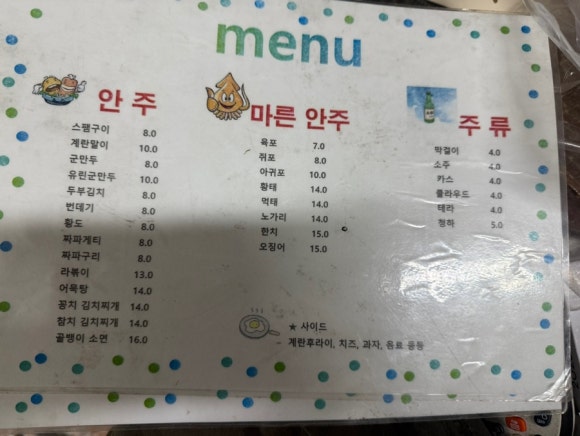 menu
안 주
스팸구이 8.0
계란말이 10.0
군만두 8.0
유린군만두 10.0
두부김치 8.0
번데기 8.0
황도 8.0
짜파게티 8.0
짜파구리 8.0
라볶이 13.0
어묵탕 14.0
꽁치 김치찌개 14.0
참치 김치찌개 14.0
골뱅이 소면 16.0
마른 안주
육포 7.0
쥐포 8.0
아귀포 10.0
황태 14.0
먹태 14.0
노가리 14.0
한치 15.0
오징어 15.0
주 류
막걸이 4.0
소주 4.0
카스 4.0
클라우드 4.0
테라 4.0
청하 5.0
★ 사이드
계란후라이, 치즈, 과자, 음료 등등